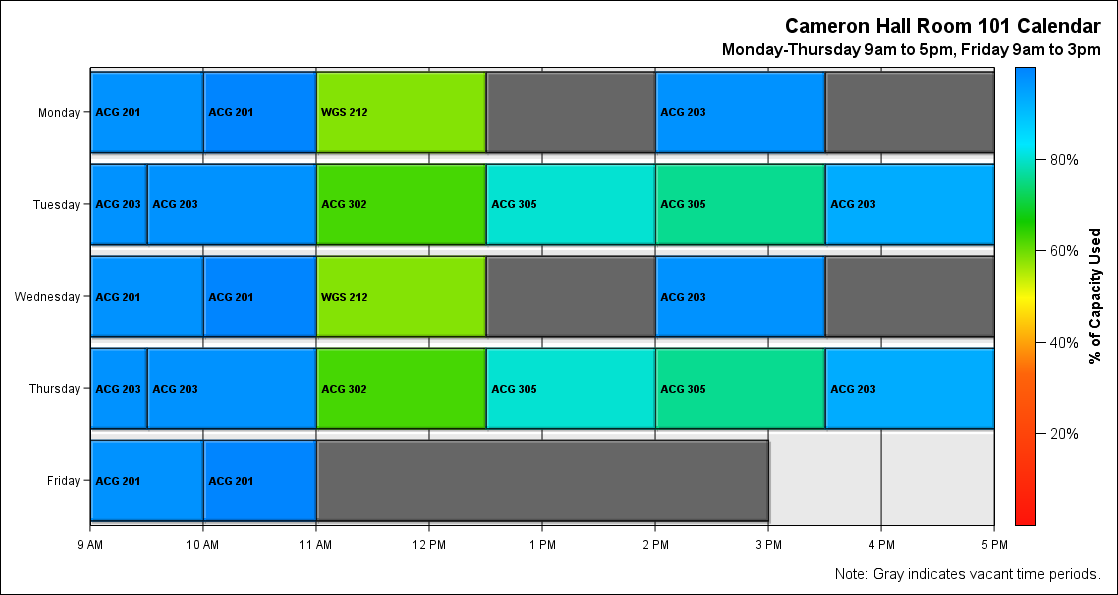 Cameron Hall Room 101 Calendar
Monday-Thursday 9am to 5pm, Friday 9am to 3pm
Monday ACG 201 ACG 201 WGS 212 ACG 203
Tuesday ACG 203 ACG 203 ACG 302 ACG 305 ACG 305 ACG 203
Wednesday ACG 201 ACG 201 WGS 212 ACG 203
Thursday ACG 203 ACG 203 ACG 302 ACG 305 ACG 305 ACG 203
Friday ACG 201 ACG 201
9 AM 10 AM 11 AM 12 PM 1 PM 2 PM 3 PM 4 PM 5 PM
80%
60%
40%
20%
% of Capacity Used
Note: Gray indicates vacant time periods.